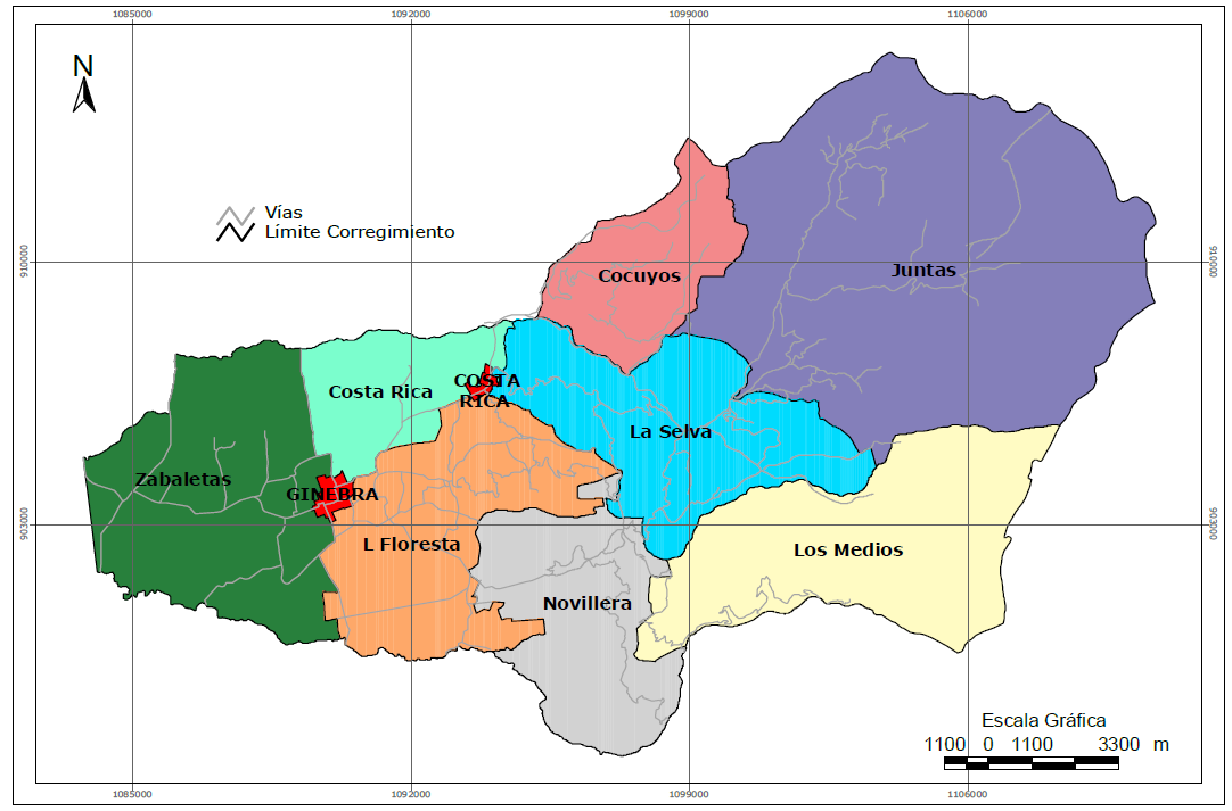 1085000 1092000 1099000 1106000
N
Vías
Límite Corregimiento
910000 910000
Cocuyos
Juntas
Costa Rica
COSTA
RICA
La Selva
Zabaletas
GINEBRA
903000 903000
L Floresta
Los Medios
Novillera
Escala Gráfica
1100 0 1100 3300 m
1085000 1092000 1099000 1106000